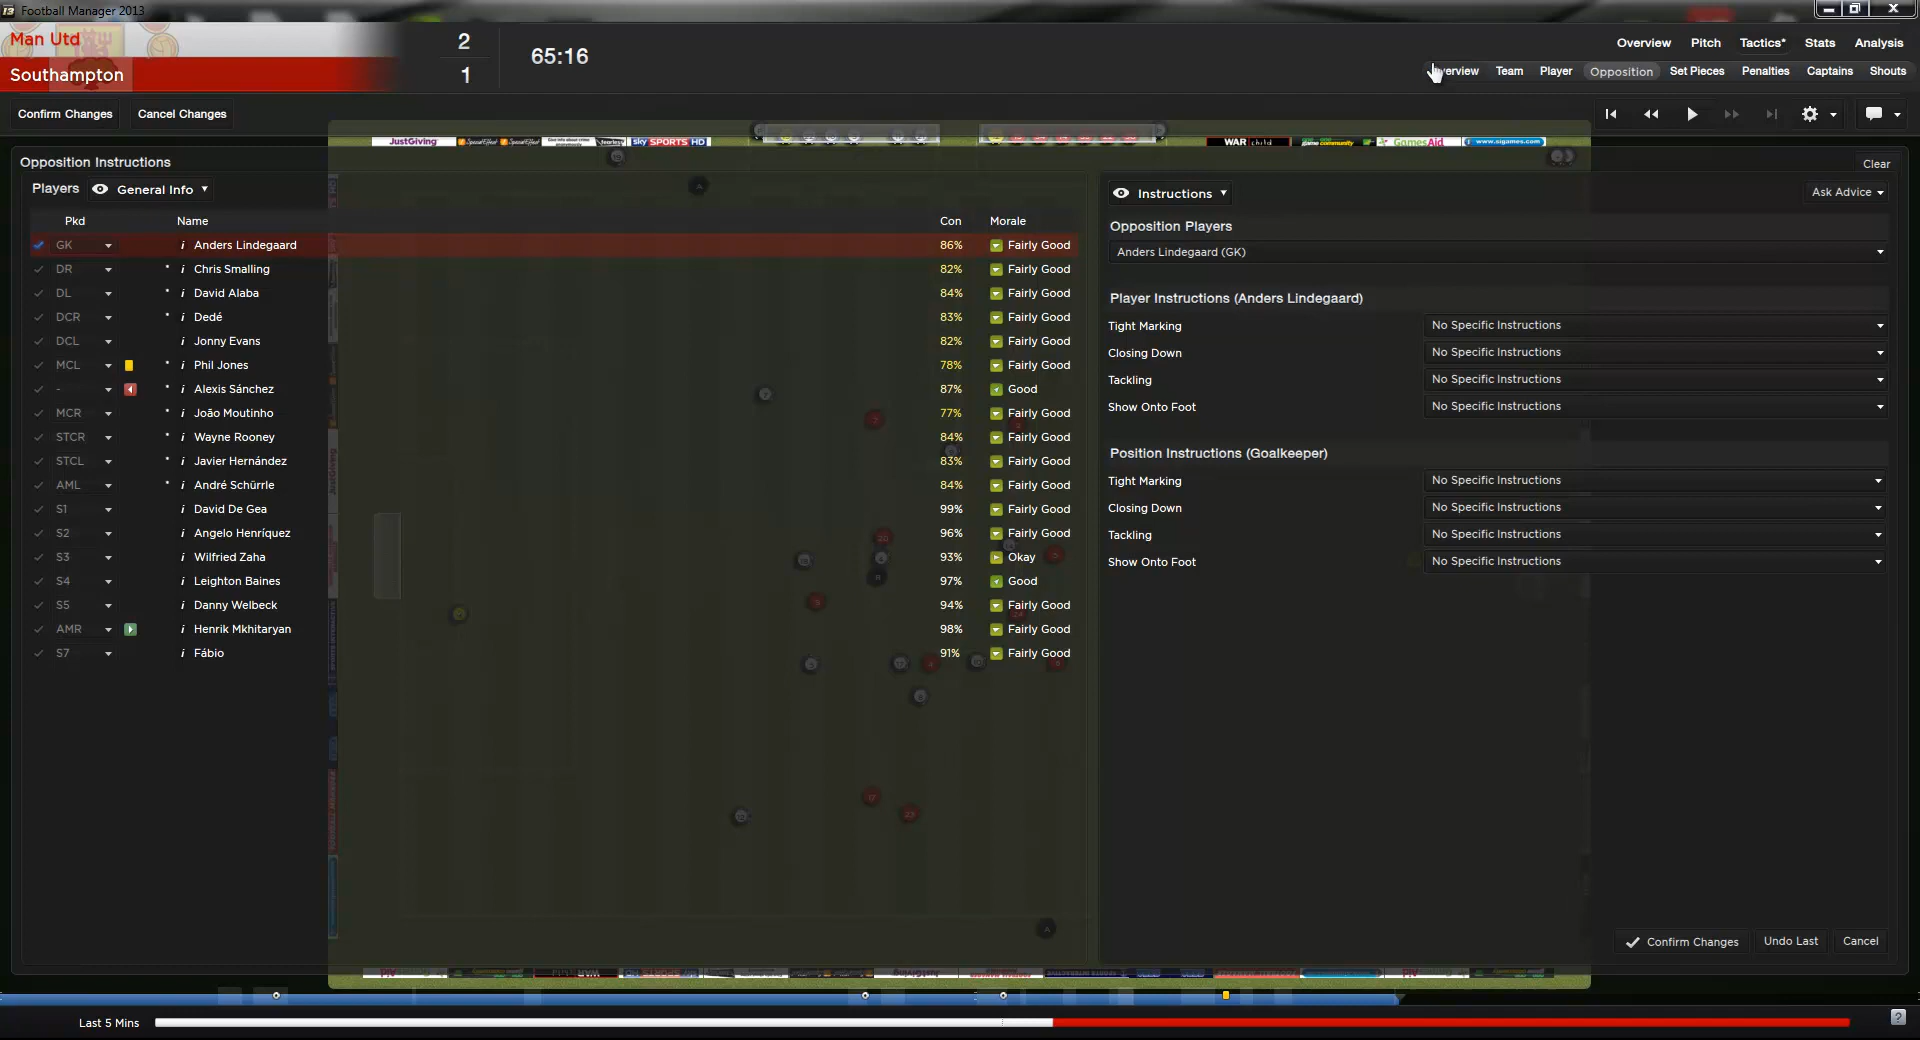 Football Manager 2013
Man Utd 2
Southampton 1
65:16
Overview Pitch Tactics* Stats Analysis
Overview Team Player Opposition Set Pieces Penalties Captains Shouts
Confirm Changes Cancel Changes
JustGiving sky SPORTS HD WAR child game community GamesAid www.sigames.com
Opposition Instructions
Clear
Players General Info
Instructions Ask Advice
Pkd Name Con Morale
GK i Anders Lindegaard 86% Fairly Good
DR * i Chris Smalling 82% Fairly Good
DL * i David Alaba 84% Fairly Good
DCR * i Dedé 83% Fairly Good
DCL i Jonny Evans 82% Fairly Good
MCL * i Phil Jones 78% Fairly Good
- i Alexis Sánchez 87% Good
MCR i João Moutinho 77% Fairly Good
STCR * i Wayne Rooney 84% Fairly Good
STCL * i Javier Hernández 83% Fairly Good
AML * i André Schürrle 84% Fairly Good
S1 i David De Gea 99% Fairly Good
S2 i Angelo Henríquez 96% Fairly Good
S3 i Wilfried Zaha 93% Okay
S4 i Leighton Baines 97% Good
S5 i Danny Welbeck 94% Fairly Good
AMR i Henrik Mkhitaryan 98% Fairly Good
S7 i Fábio 91% Fairly Good
Opposition Players
Anders Lindegaard (GK)
Player Instructions (Anders Lindegaard)
Tight Marking No Specific Instructions
Closing Down No Specific Instructions
Tackling No Specific Instructions
Show Onto Foot No Specific Instructions
Position Instructions (Goalkeeper)
Tight Marking No Specific Instructions
Closing Down No Specific Instructions
Tackling No Specific Instructions
Show Onto Foot No Specific Instructions
Confirm Changes Undo Last Cancel
Last 5 Mins
?